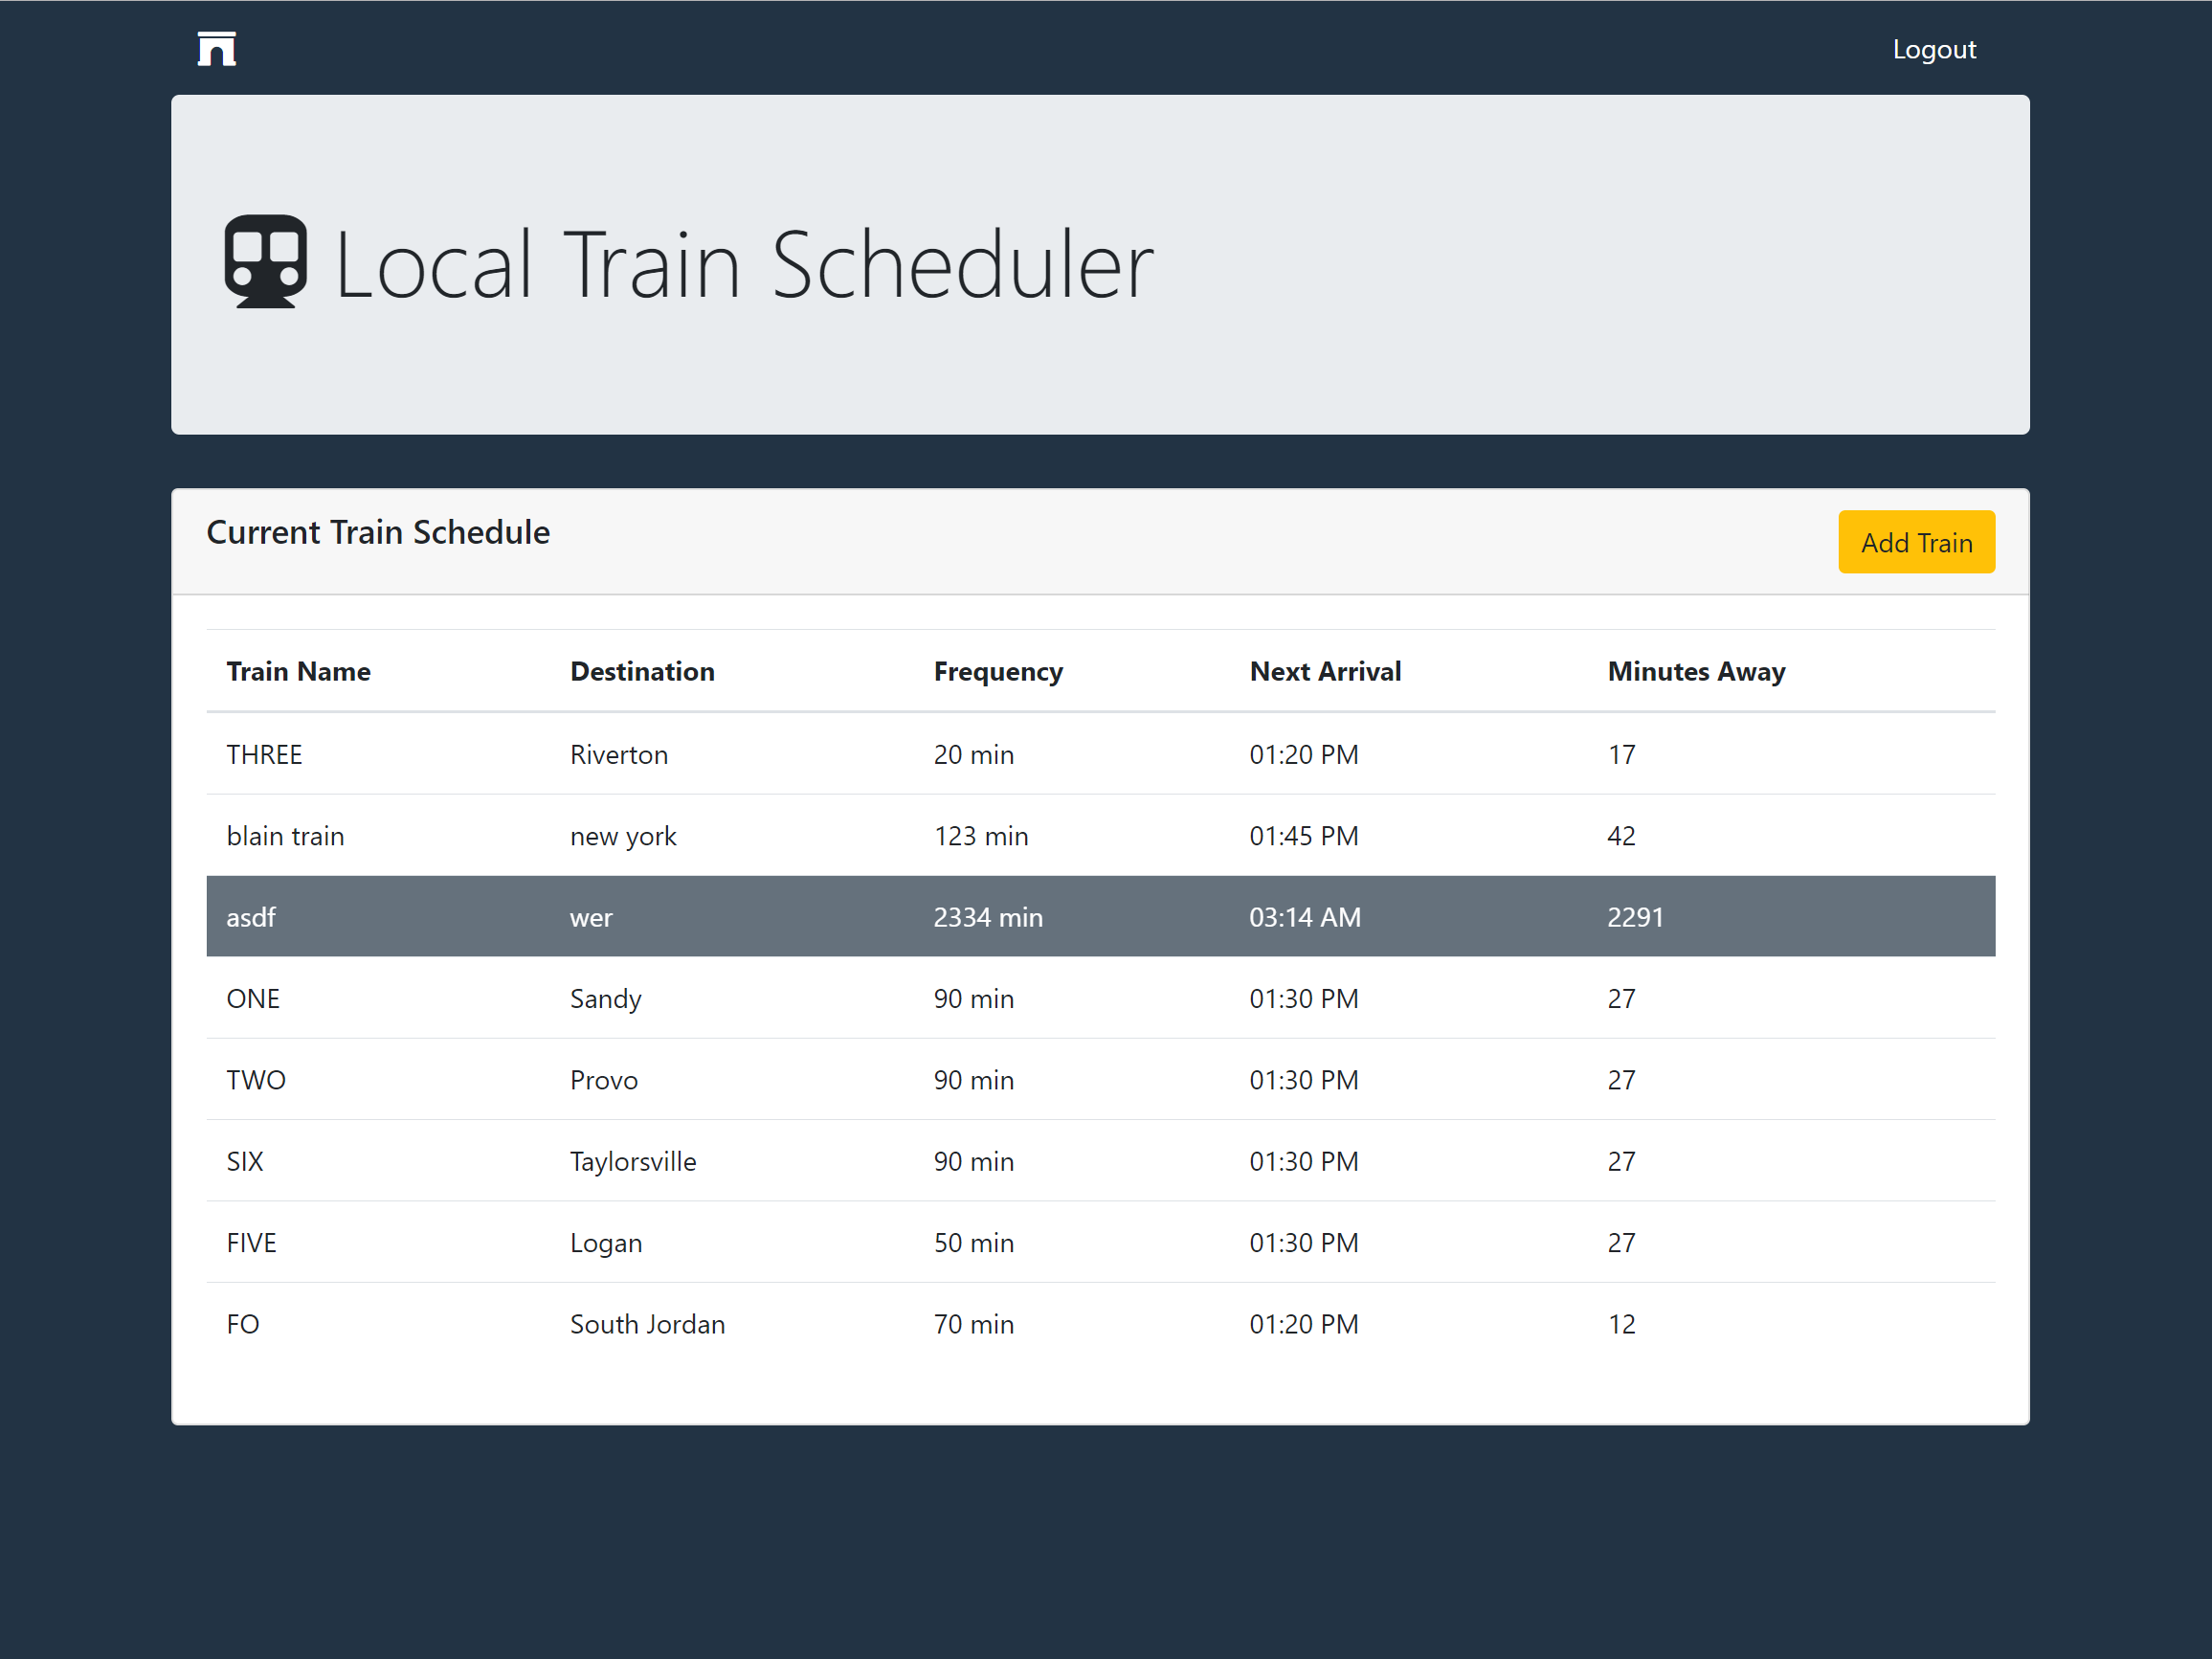 Logout
Local Train Scheduler
Current Train Schedule
Add Train
Train Name Destination Frequency Next Arrival Minutes Away
THREE Riverton 20 min 01:20 PM 17
blain train new york 123 min 01:45 PM 42
asdf wer 2334 min 03:14 AM 2291
ONE Sandy 90 min 01:30 PM 27
TWO Provo 90 min 01:30 PM 27
SIX Taylorsville 90 min 01:30 PM 27
FIVE Logan 50 min 01:30 PM 27
FO South Jordan 70 min 01:20 PM 12